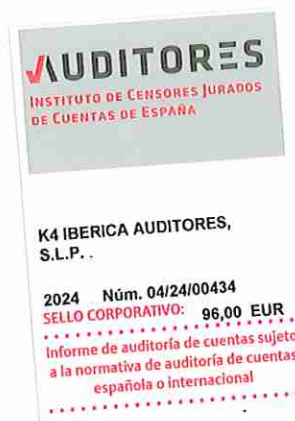 AUDITORES
INSTITUTO DE CENSORES JURADOS
DE CUENTAS DE ESPAÑA
K4 IBERICA AUDITORES,
S.L.P. .
2024 Núm. 04/24/00434
SELLO CORPORATIVO: 96,00 EUR
Informe de auditoría de cuentas sujeto
a la normativa de auditoría de cuentas
española o internacional